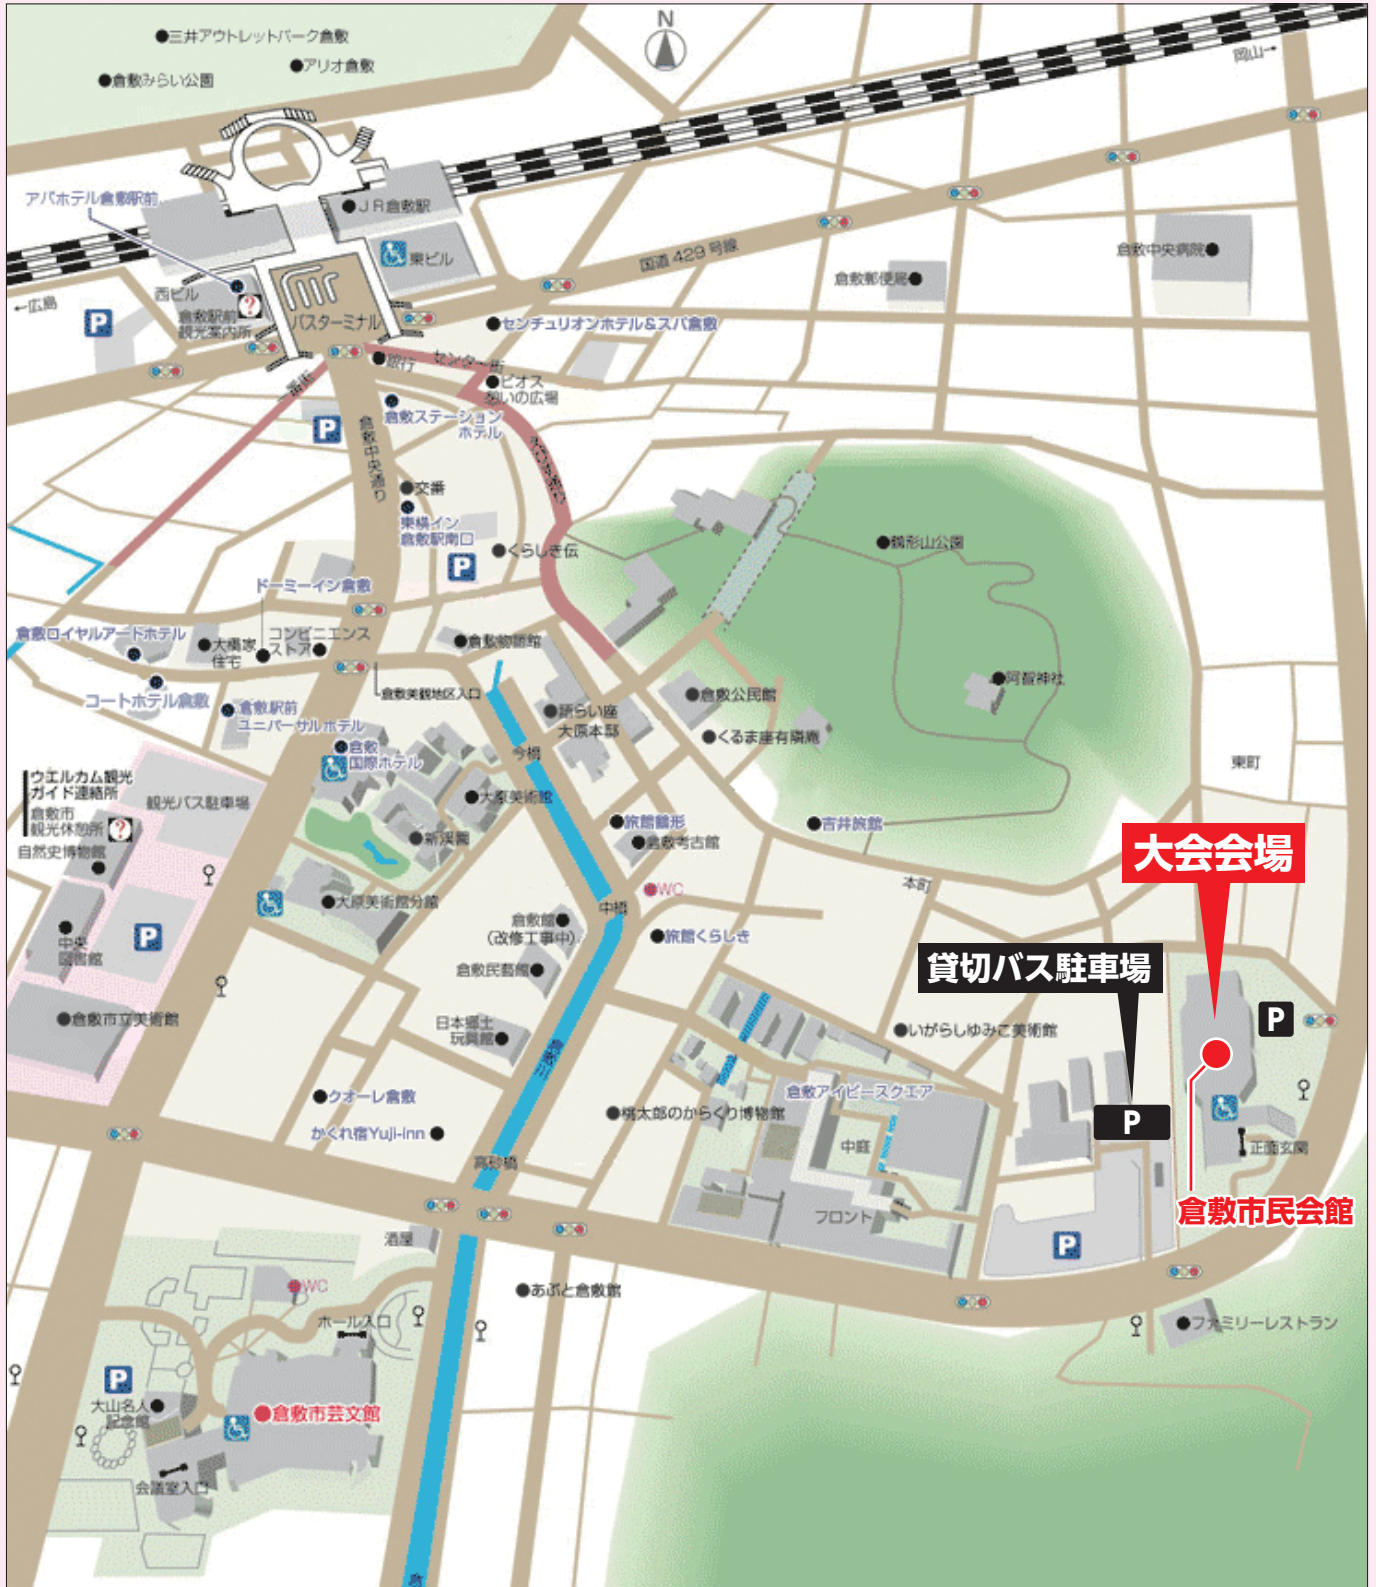 N
●三井アウトレットパーク倉敷
●アリオ倉敷
●倉敷みらい公園
岡山→
アパホテル倉敷駅前
●JR倉敷駅
東ビル
国道429号線
倉敷中央病院●
倉敷郵便局●
←広島
西ビル
倉敷駅前
観光案内所
?
P
バスターミナル
●センチュリオンホテル&スパ倉敷
●銀行
センター街
一番街
●ビオス
憩いの広場
倉敷ステーション
ホテル
P
倉敷中央通り
●交番
東横イン
倉敷駅南口
P
●くらしき伝
●鶴形山公園
ドーミーイン倉敷
倉敷ロイヤルアートホテル
●大橋家
住宅
コンビニエンス
ストア●
●倉敷物語館
倉敷美観地区入口
コートホテル倉敷
倉敷駅前
ユニバーサルホテル
倉敷
国際ホテル
●語らい座
大原本邸
●倉敷公民館
●くるま座有隣庵
●阿智神社
今橋
東町
ウエルカム観光
ガイド連絡所
倉敷市
観光休憩所
?
観光バス駐車場
自然史博物館
●大原美術館
●新渓園
●旅館鶴形
●倉敷考古館
●吉井旅館
大会会場
本町
●WC
●大原美術館分館
中橋
倉敷館●
(改修工事中)
●旅館くらしき
貸切バス駐車場
中央
図書館
P
倉敷民藝館●
●倉敷市立美術館
日本郷土
玩具館●
倉敷川
●いがらしゆみこ美術館
P
●クオーレ倉敷
かくれ宿Yuji-inn●
●桃太郎のからくり博物館
倉敷アイビースクエア
中庭
フロント
P
正面玄関
高砂橋
倉敷市民会館
P
酒屋
●WC
●あぶと倉敷館
ホール入口
●ファミリーレストラン
P
大山名人●
記念館
●倉敷市芸文館
会議室入口
倉